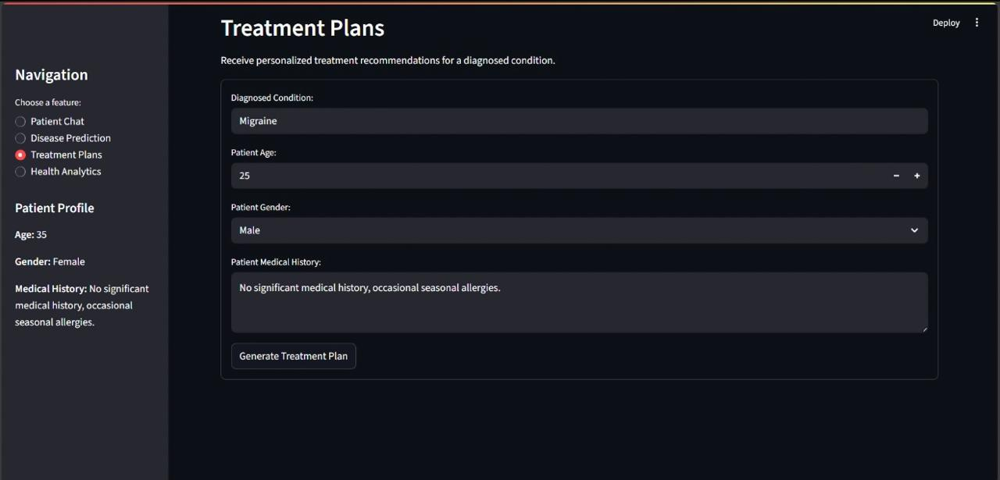 Deploy
Navigation
Choose a feature:
Patient Chat
Disease Prediction
Treatment Plans
Health Analytics
Patient Profile
Age: 35
Gender: Female
Medical History: No significant
medical history, occasional
seasonal allergies.
Treatment Plans
Receive personalized treatment recommendations for a diagnosed condition.
Diagnosed Condition:
Migraine
Patient Age:
25
Patient Gender:
Male
Patient Medical History:
No significant medical history, occasional seasonal allergies.
Generate Treatment Plan